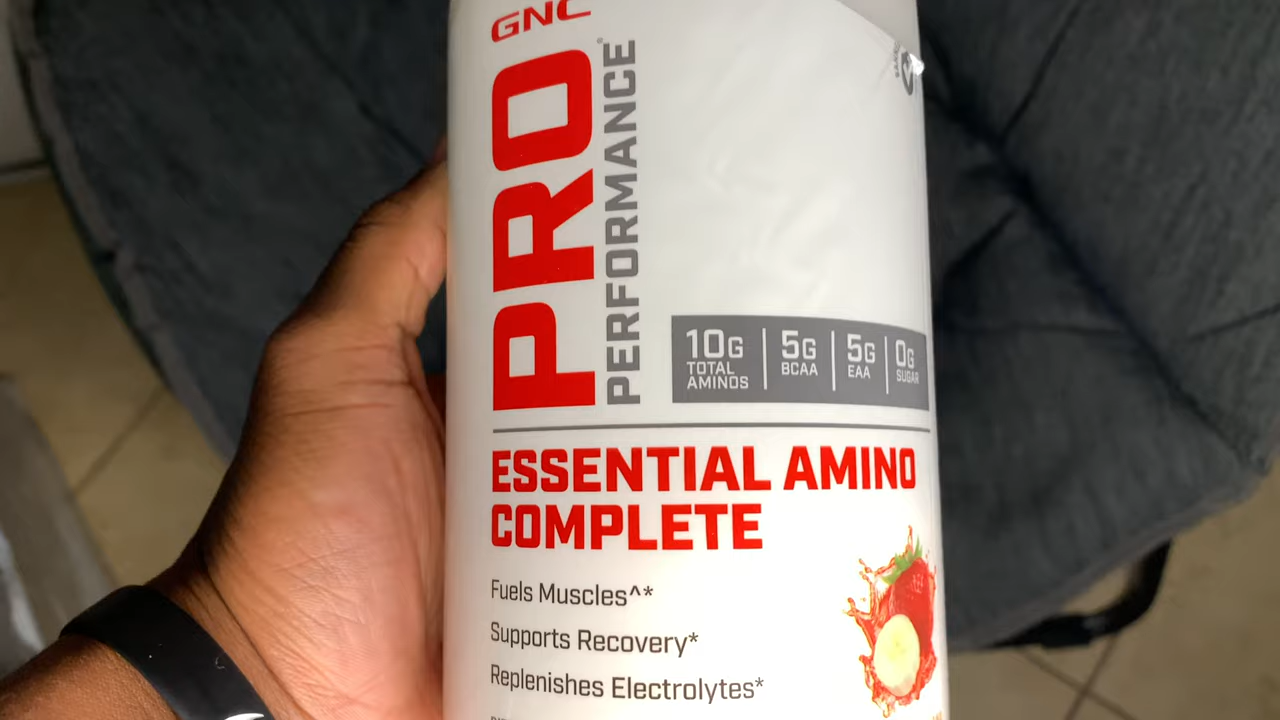 GNC
PRO
PERFORMANCE®
10G
TOTAL
AMINOS
5G
BCAA
5G
EAA
0G
SUGAR
ESSENTIAL AMINO
COMPLETE
Fuels Muscles^*
Supports Recovery*
Replenishes Electrolytes*